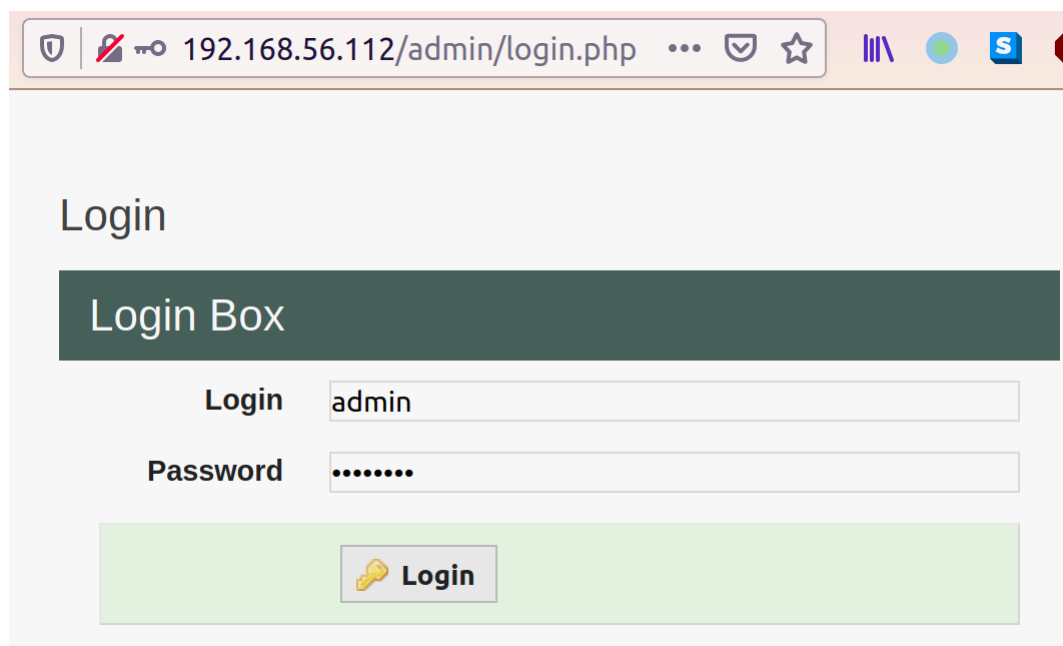 192.168.56.112/admin/login.php ••• S
Login
Login Box
Login admin
Password ••••••••
Login